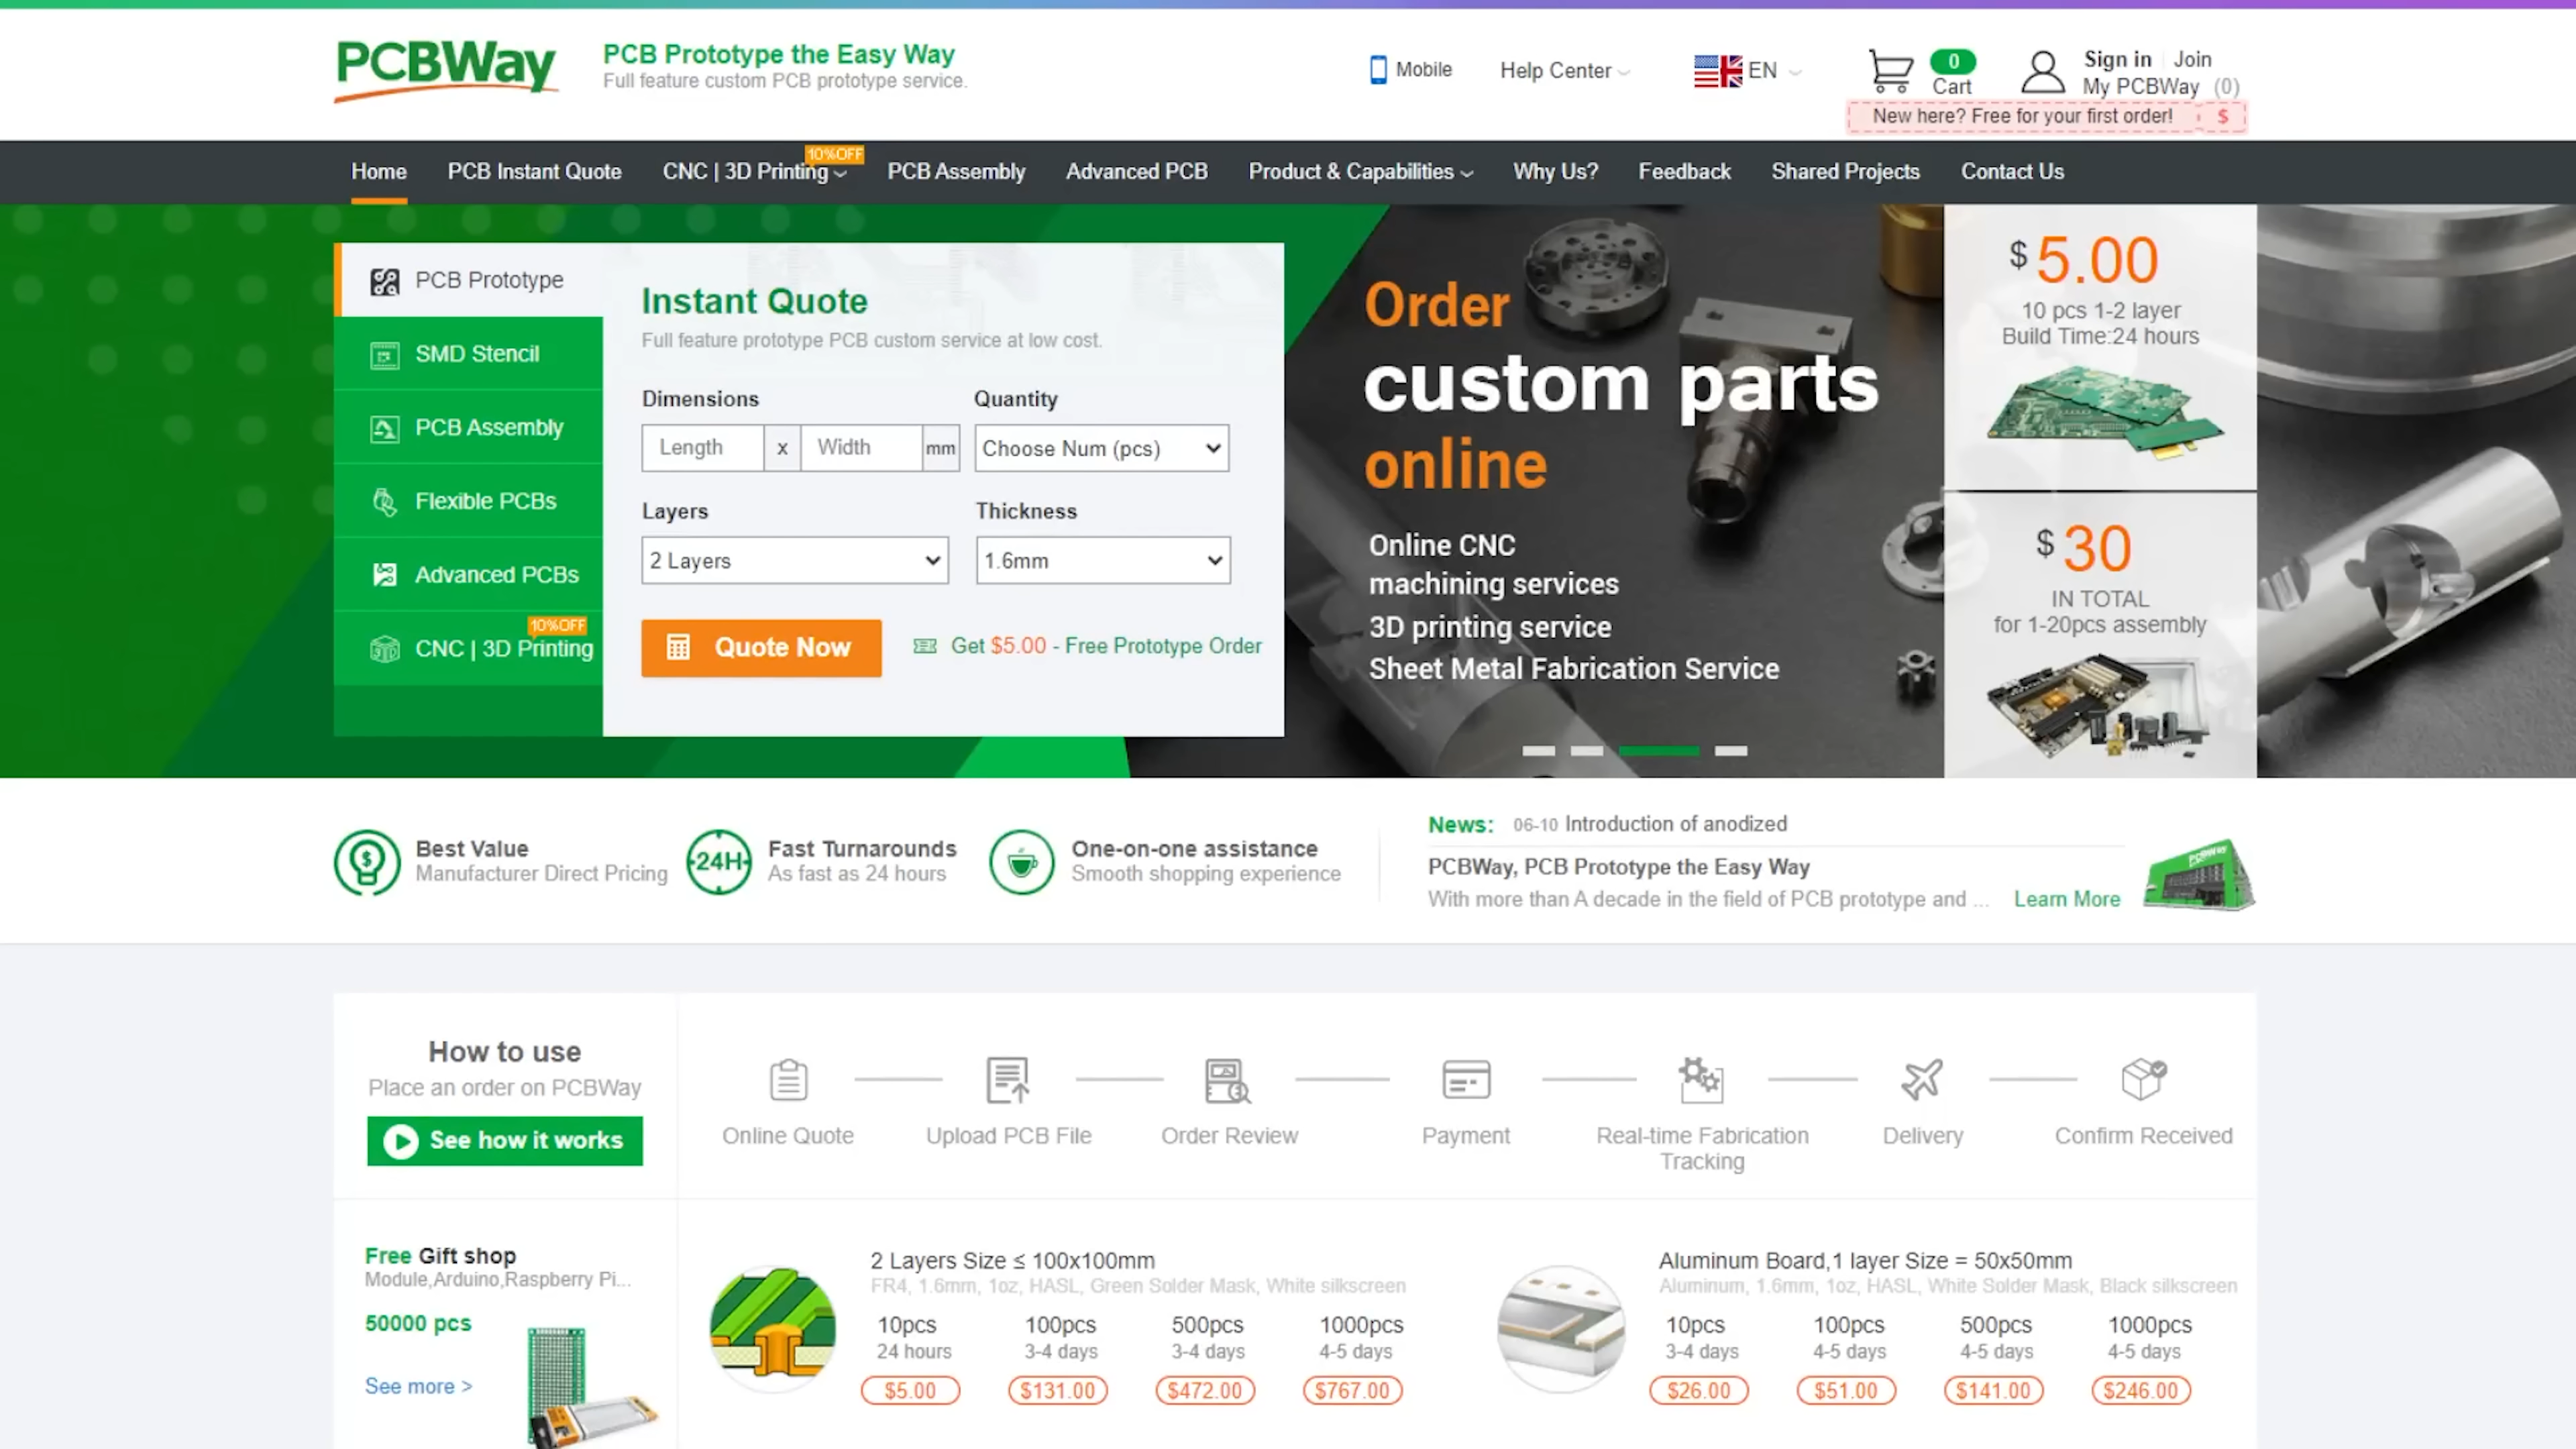 PCBWay
PCB Prototype the Easy Way
Full feature custom PCB prototype service.
Mobile
Help Center
EN
0
Cart
Sign in
Join
My PCBWay (0)
New here? Free for your first order! $
Home
PCB Instant Quote
CNC | 3D Printing
10%OFF
PCB Assembly
Advanced PCB
Product & Capabilities
Why Us?
Feedback
Shared Projects
Contact Us
PCB Prototype
SMD Stencil
PCB Assembly
Flexible PCBs
Advanced PCBs
10%OFF
CNC | 3D Printing
Instant Quote
Full feature prototype PCB custom service at low cost.
Dimensions
Quantity
Length x Width mm
Choose Num (pcs)
Layers
Thickness
2 Layers
1.6mm
Quote Now
Get $5.00 - Free Prototype Order
Order
custom parts
online
Online CNC
machining services
3D printing service
Sheet Metal Fabrication Service
$ 5.00
10 pcs 1-2 layer
Build Time:24 hours
$ 30
IN TOTAL
for 1-20pcs assembly
Best Value
Manufacturer Direct Pricing
24H
Fast Turnarounds
As fast as 24 hours
One-on-one assistance
Smooth shopping experience
News: 06-10 Introduction of anodized
PCBWay, PCB Prototype the Easy Way
With more than A decade in the field of PCB prototype and ... Learn More
PCBWay
How to use
Place an order on PCBWay
See how it works
Online Quote
Upload PCB File
Order Review
Payment
Real-time Fabrication
Tracking
Delivery
Confirm Received
Free Gift shop
Module,Arduino,Raspberry Pi...
50000 pcs
See more >
2 Layers Size ≤ 100x100mm
FR4, 1.6mm, 1oz, HASL, Green Solder Mask, White silkscreen
10pcs 100pcs 500pcs 1000pcs
24 hours 3-4 days 3-4 days 4-5 days
$5.00 $131.00 $472.00 $767.00
Aluminum Board,1 layer Size = 50x50mm
Aluminum, 1.6mm, 1oz, HASL, White Solder Mask, Black silkscreen
10pcs 100pcs 500pcs 1000pcs
3-4 days 4-5 days 4-5 days 4-5 days
$26.00 $51.00 $141.00 $246.00